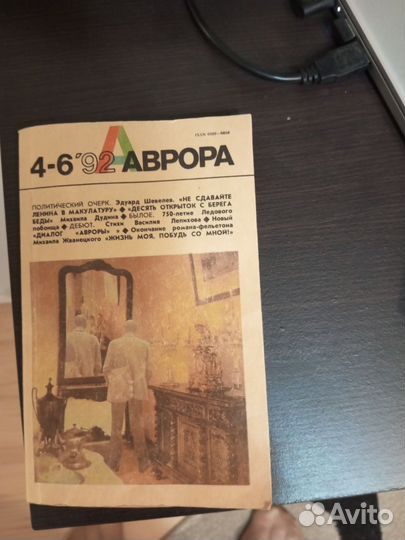 ISSN 0320-6858
4-6'92 АВРОРА
ПОЛИТИЧЕСКИЙ ОЧЕРК. Эдуард Шевелев. «НЕ СДАВАЙТЕ
ЛЕНИНА В МАКУЛАТУРУ» ◆ «ДЕСЯТЬ ОТКРЫТОК С БЕРЕГА
БЕДЫ» Михаила Дудина ◆ БЫЛОЕ. 750-летие Ледового
побоища ◆ ДЕБЮТ. Стихи Василия Лепихова ◆ Новый
«ДИАЛОГ «АВРОРЫ» » ◆ Окончание романа-фельетона
Михаила Жванецкого «ЖИЗНЬ МОЯ, ПОБУДЬ СО МНОЙ!»
Avito